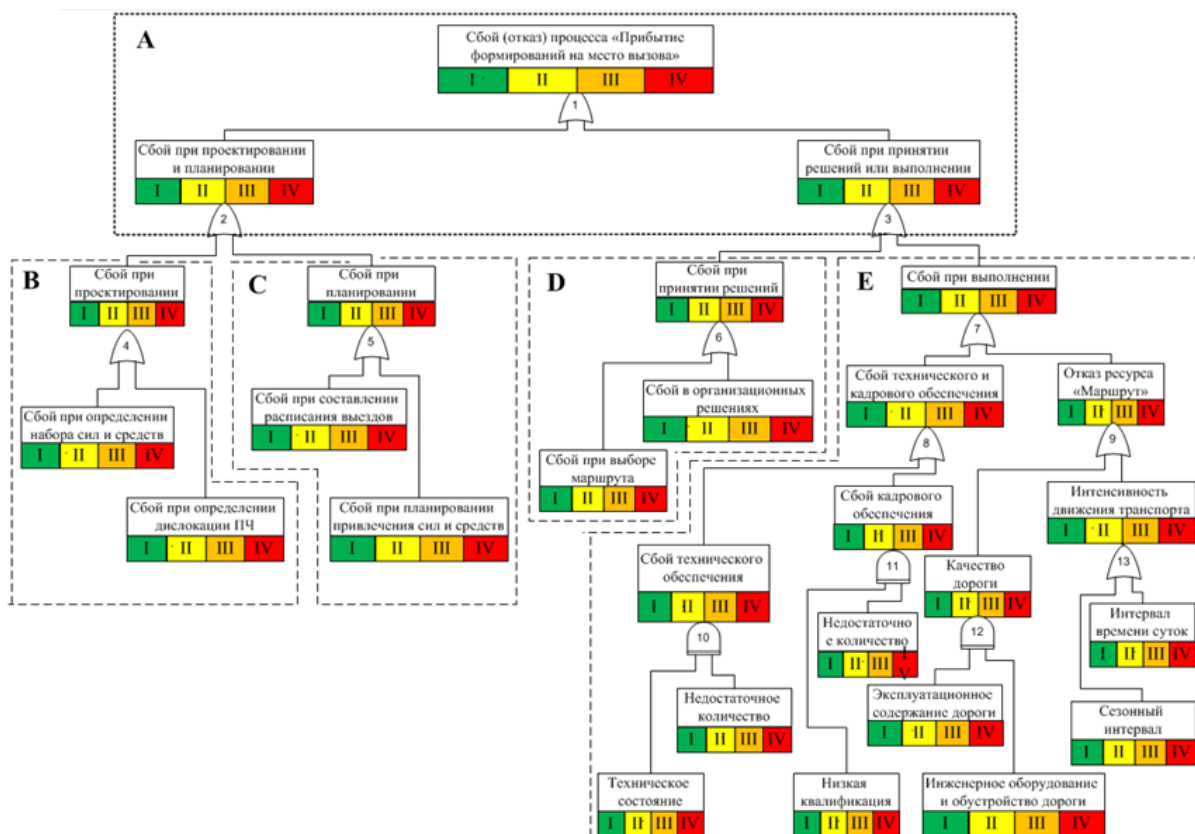 A
Сбой (отказ) процесса «Прибытие
формирований на место вызова»
I II III IV
1
Сбой при проектировании
и планировании
I II III IV
2
Сбой при принятии
решений или выполнении
I II III IV
3
B
Сбой при
проектировании
I II III IV
4
Сбой при определении
набора сил и средств
I II III IV
Сбой при определении
дислокации ПЧ
I II III IV
C
Сбой при
планировании
I II III IV
5
Сбой при составлении
расписания выездов
I II III IV
Сбой при планировании
привлечения сил и средств
I II III IV
D
Сбой при
принятии решений
I II III IV
6
Сбой в организационных
решениях
I II III IV
Сбой при выборе
маршрута
I II III IV
E
Сбой при выполнении
I II III IV
7
Сбой технического и
кадрового обеспечения
I II III IV
8
Отказ ресурса
«Маршрут»
I II III IV
9
Сбой технического
обеспечения
I II III IV
10
Сбой кадрового
обеспечения
I II III IV
11
Качество
дороги
I II III IV
12
Интенсивность
движения транспорта
I II III IV
13
Недостаточное
количество
I II III IV
Техническое
состояние
I II III IV
Недостаточно
е количество
I II III IV
Низкая
квалификация
I II III IV
Эксплуатационное
содержание дороги
I II III IV
Инженерное оборудование
и обустройство дороги
I II III IV
Интервал
времени суток
I II III IV
Сезонный
интервал
I II III IV